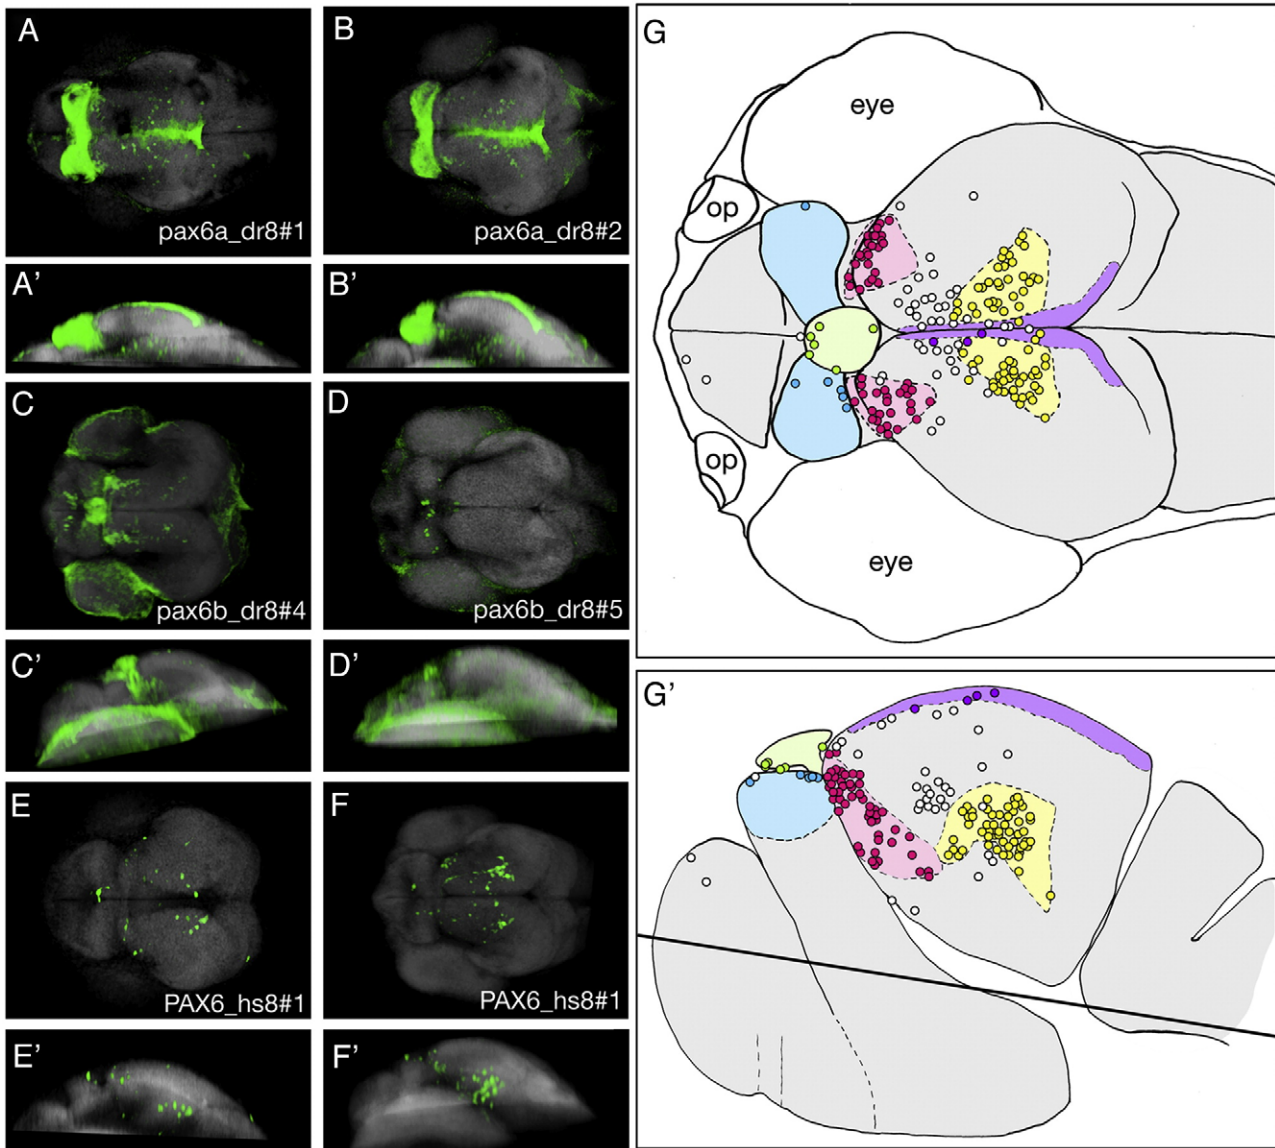 A
pax6a_dr8#1
B
pax6a_dr8#2
A’
B’
C
pax6b_dr8#4
D
pax6b_dr8#5
C’
D’
E
PAX6_hs8#1
F
PAX6_hs8#1
E’
F’
G
eye
op
op
eye
G’